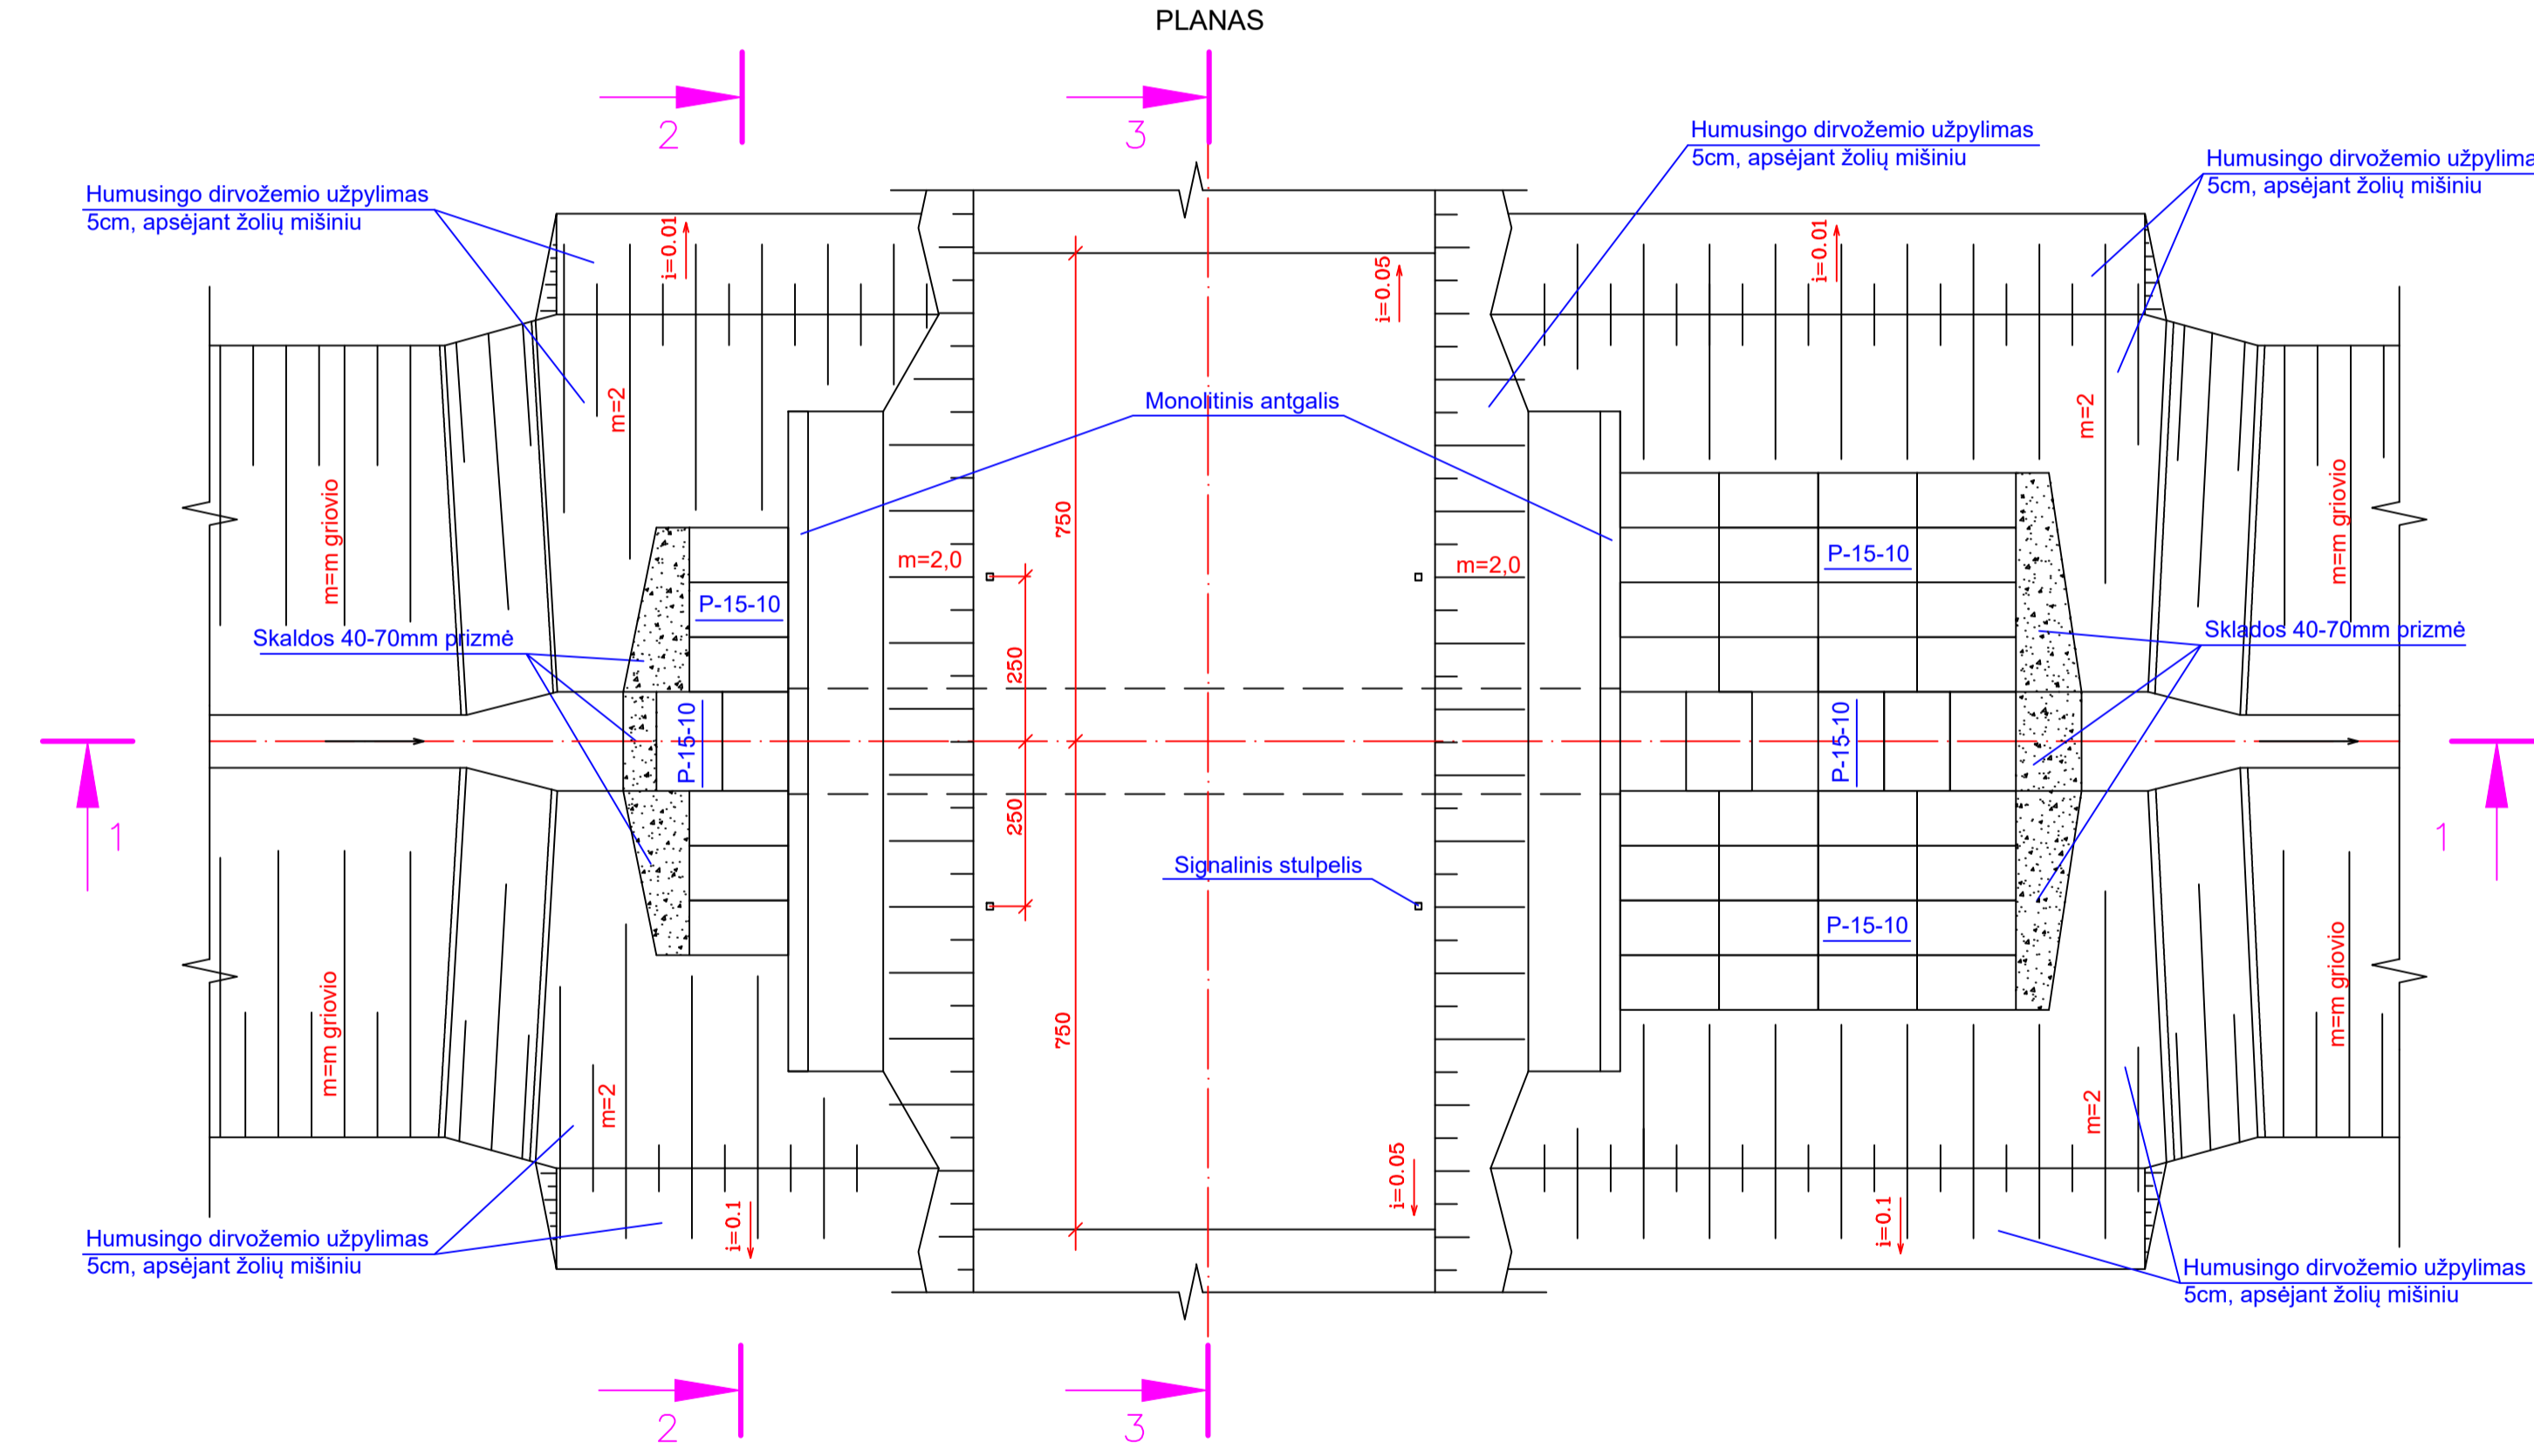 PLANAS
2
3
Humusingo dirvožemio užpylimas
5cm, apsėjant žolių mišiniu
Humusingo dirvožemio užpylima
5cm, apsėjant žolių mišiniu
Humusingo dirvožemio užpylimas
5cm, apsėjant žolių mišiniu
i=0.01
i=0.05
i=0.01
m=2
Monolitinis antgalis
m=2
m=m griovio
750
m=2,0
m=2,0
P-15-10
m=m griovio
P-15-10
Skaldos 40-70mm prizmė
250
Sklados 40-70mm prizmė
P-15-10
P-15-10
1
250
1
Signalinis stulpelis
P-15-10
m=m griovio
750
m=m griovio
m=2
m=2
i=0.1
i=0.05
i=0.1
Humusingo dirvožemio užpylimas
5cm, apsėjant žolių mišiniu
Humusingo dirvožemio užpylimas
5cm, apsėjant žolių mišiniu
2
3